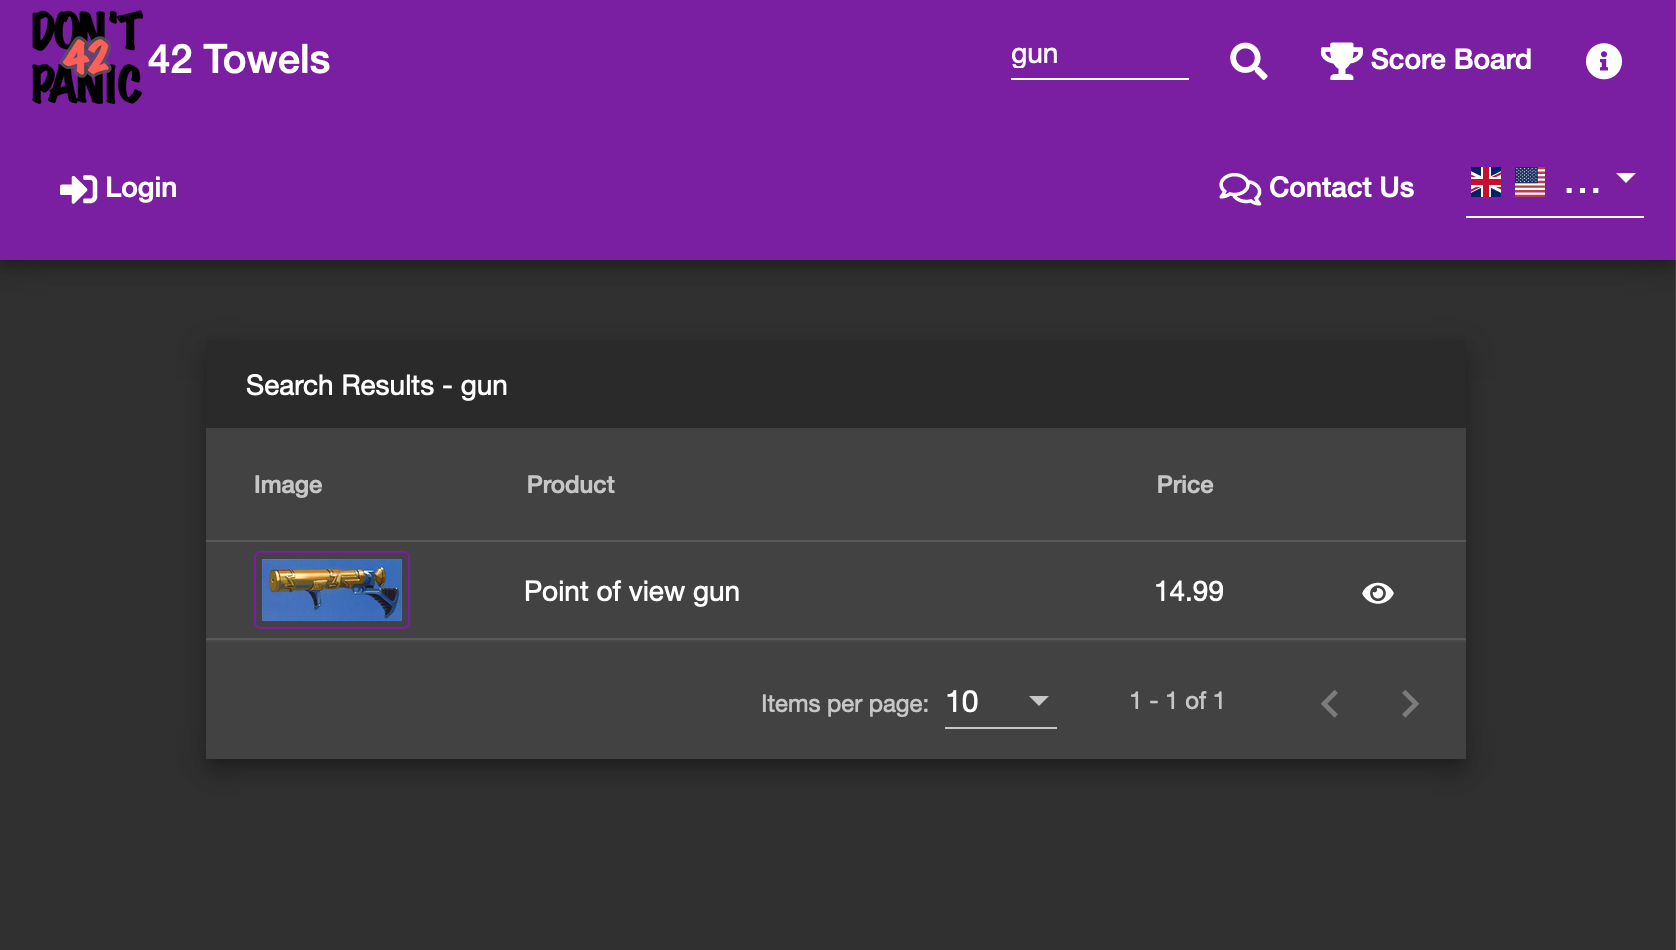 DON'T
42
PANIC
42 Towels
gun
Score Board
Login
Contact Us
...
Search Results - gun
Image Product Price
Point of view gun 14.99
Items per page: 10 1 - 1 of 1